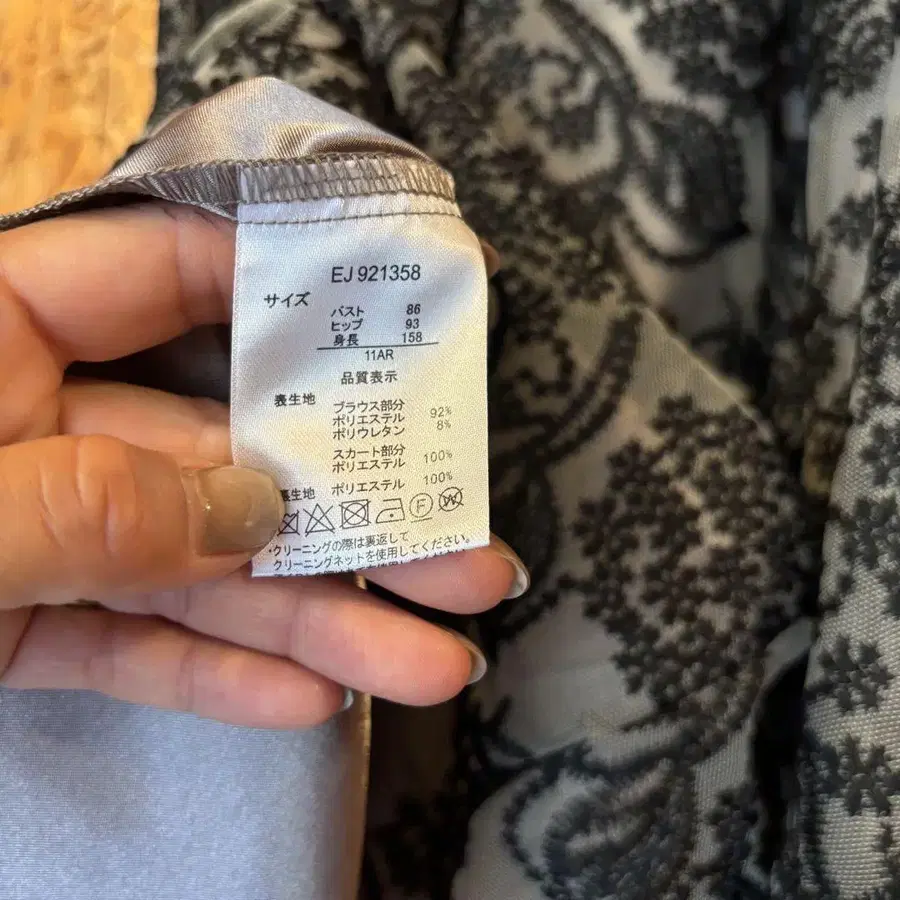 EJ 921358
サイズ
バスト 86
ヒップ 93
身長 158
11AR
品質表示
表生地 ブラウス部分
ポリエステル 92%
ポリウレタン 8%
スカート部分
ポリエステル 100%
裏生地 ポリエステル 100%
F W
・クリーニングの際は裏返して
クリーニングネットを使用してください。